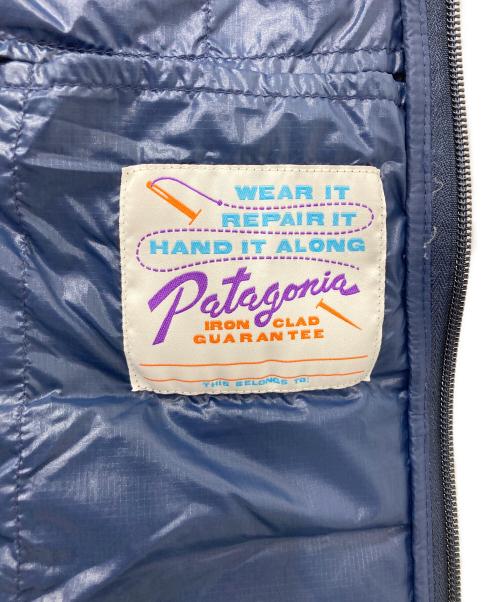 WEAR IT
REPAIR IT
HAND IT ALONG
Patagonia
IRON CLAD
GUARANTEE
THIS BELONGS TO: